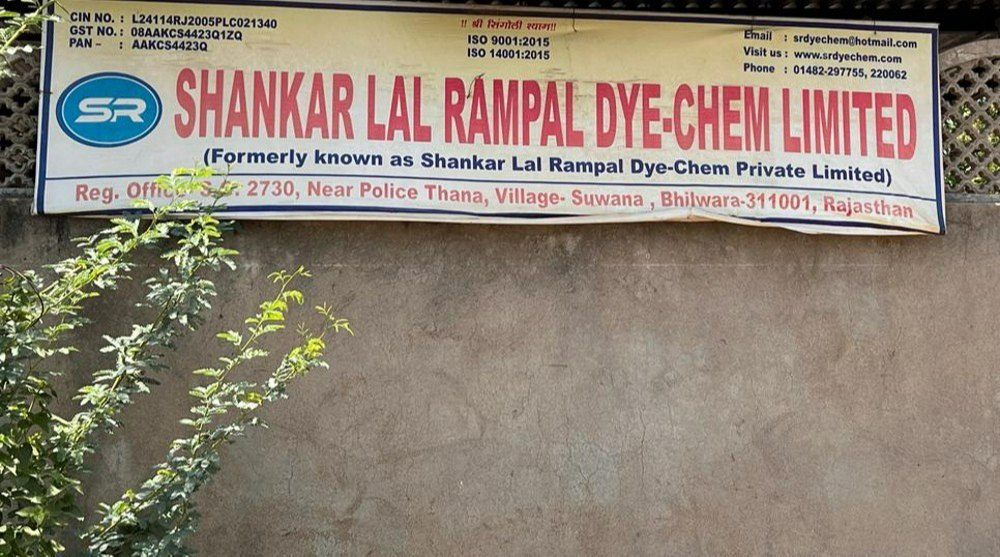 CIN NO. : L24114RJ2005PLC021340
GST NO. : 08AAKCS4423Q1ZQ
PAN - : AAKCS4423Q
!! श्री सिंगोली श्याम !!
ISO 9001:2015
ISO 14001:2015
Email : srdyechem@hotmail.com
Visit us : www.srdyechem.com
Phone : 01482-297755, 220062
SR
SHANKAR LAL RAMPAL DYE-CHEM LIMITED
(Formerly known as Shankar Lal Rampal Dye-Chem Private Limited)
Reg. Office 2730, Near Police Thana, Village- Suwana , Bhilwara-311001, Rajasthan